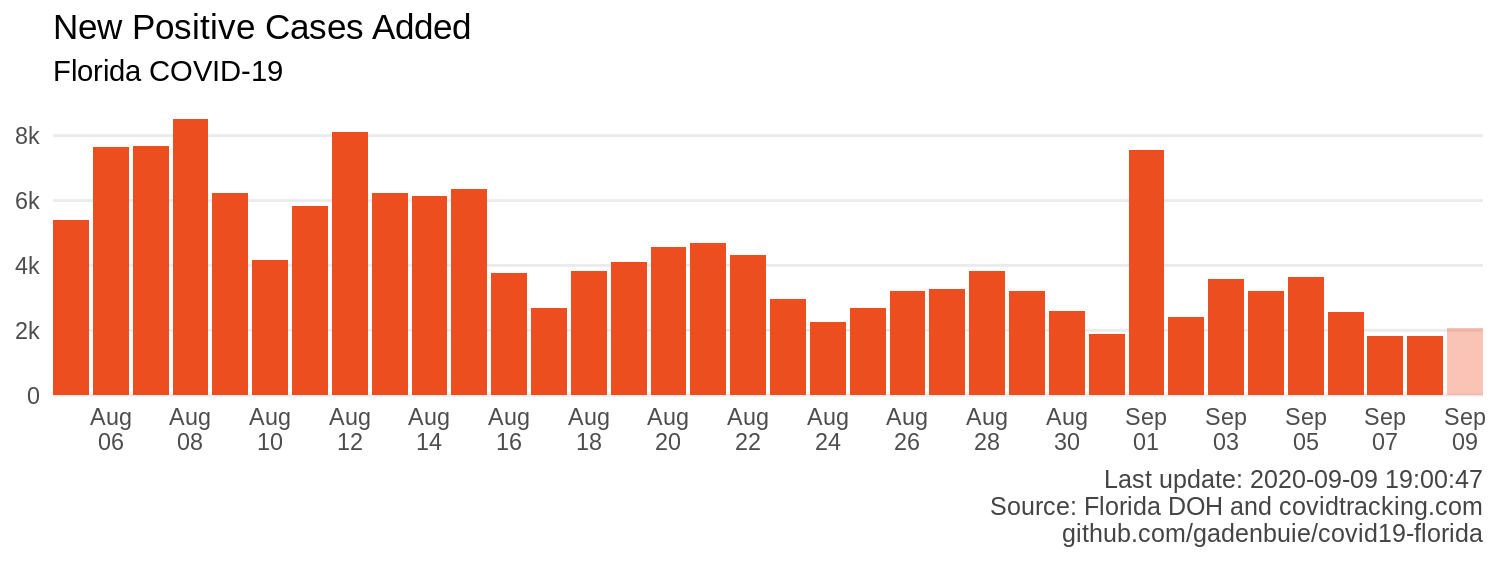 New Positive Cases Added
Florida COVID-19
8k
6k
4k
2k
0
Aug Aug Aug Aug Aug Aug Aug Aug Aug Aug Aug Aug Aug Sep Sep Sep Sep Sep
06 08 10 12 14 16 18 20 22 24 26 28 30 01 03 05 07 09
Last update: 2020-09-09 19:00:47
Source: Florida DOH and covidtracking.com
github.com/gadenbuie/covid19-florida